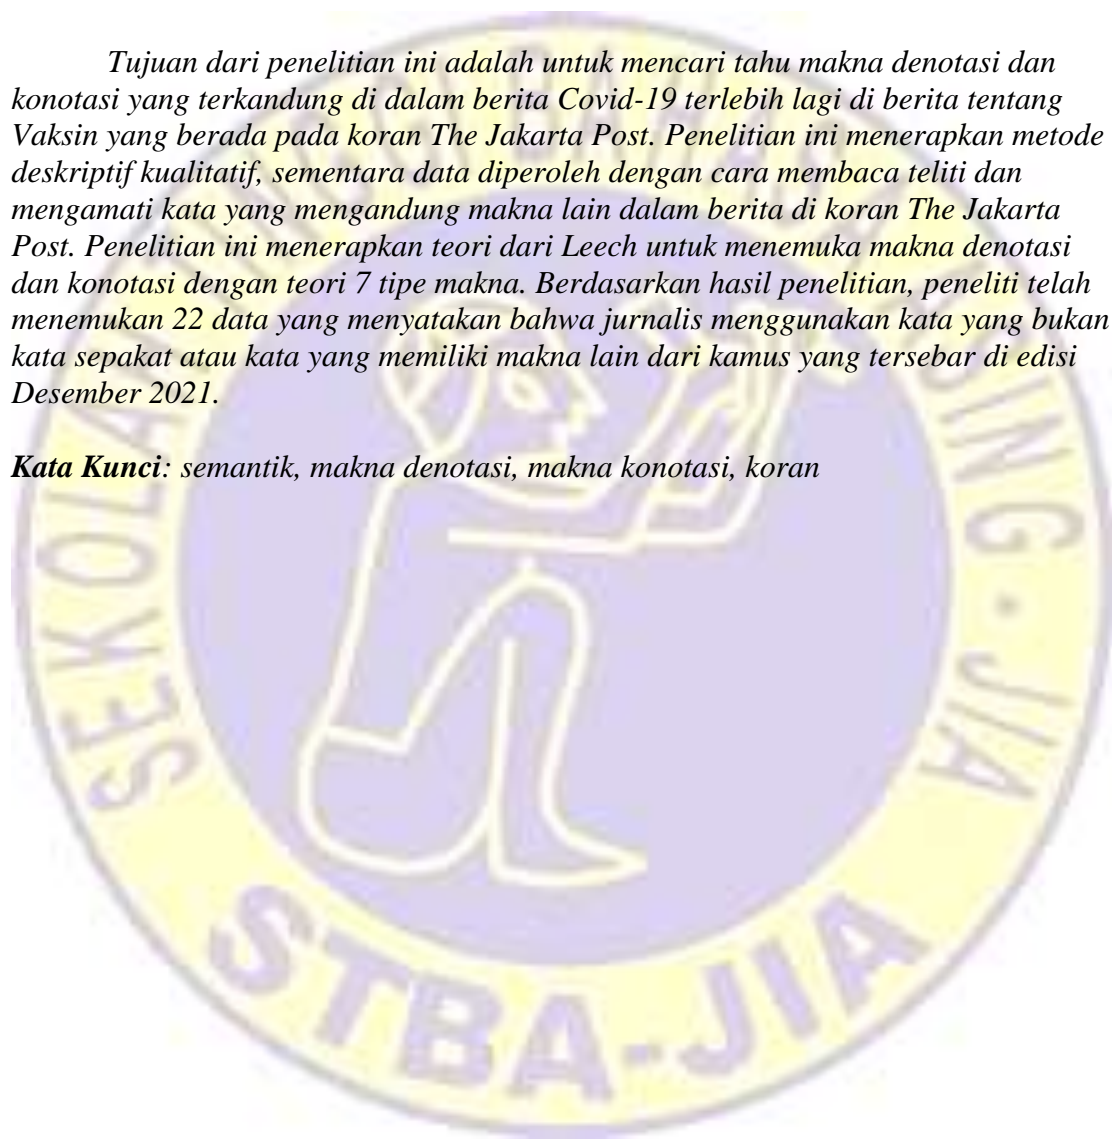 Tujuan dari penelitian ini adalah untuk mencari tahu makna denotasi dan
konotasi yang terkandung di dalam berita Covid-19 terlebih lagi di berita tentang
Vaksin yang berada pada koran The Jakarta Post. Penelitian ini menerapkan metode
deskriptif kualitatif, sementara data diperoleh dengan cara membaca teliti dan
mengamati kata yang mengandung makna lain dalam berita di koran The Jakarta
Post. Penelitian ini menerapkan teori dari Leech untuk menemuka makna denotasi
dan konotasi dengan teori 7 tipe makna. Berdasarkan hasil penelitian, peneliti telah
menemukan 22 data yang menyatakan bahwa jurnalis menggunakan kata yang bukan
kata sepakat atau kata yang memiliki makna lain dari kamus yang tersebar di edisi
Desember 2021.
Kata Kunci: semantik, makna denotasi, makna konotasi, koran
SEKOLAH
JIA
STBA-JIA